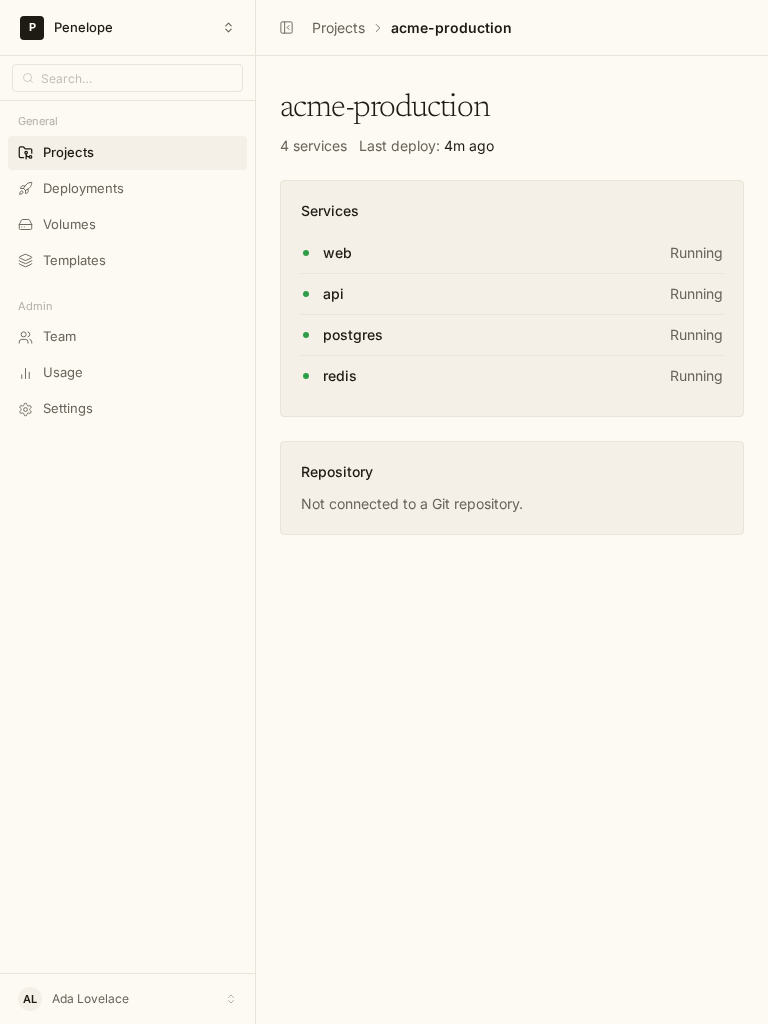 P Penelope
Search...
General
Projects
Deployments
Volumes
Templates
Admin
Team
Usage
Settings
AL Ada Lovelace
Projects > acme-production
acme-production
4 services Last deploy: 4m ago
Services
web Running
api Running
postgres Running
redis Running
Repository
Not connected to a Git repository.